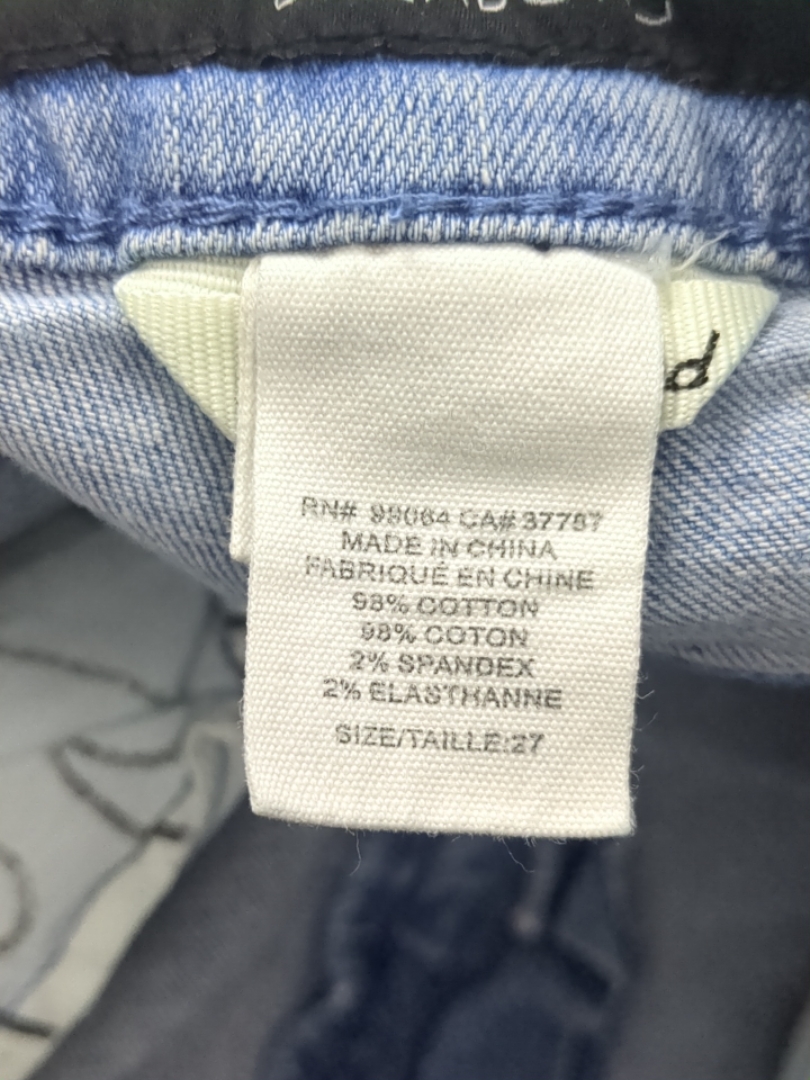 d
RN# 99064 CA# 37787
MADE IN CHINA
FABRIQUÉ EN CHINE
98% COTTON
98% COTON
2% SPANDEX
2% ELASTHANNE
SIZE/TAILLE:27